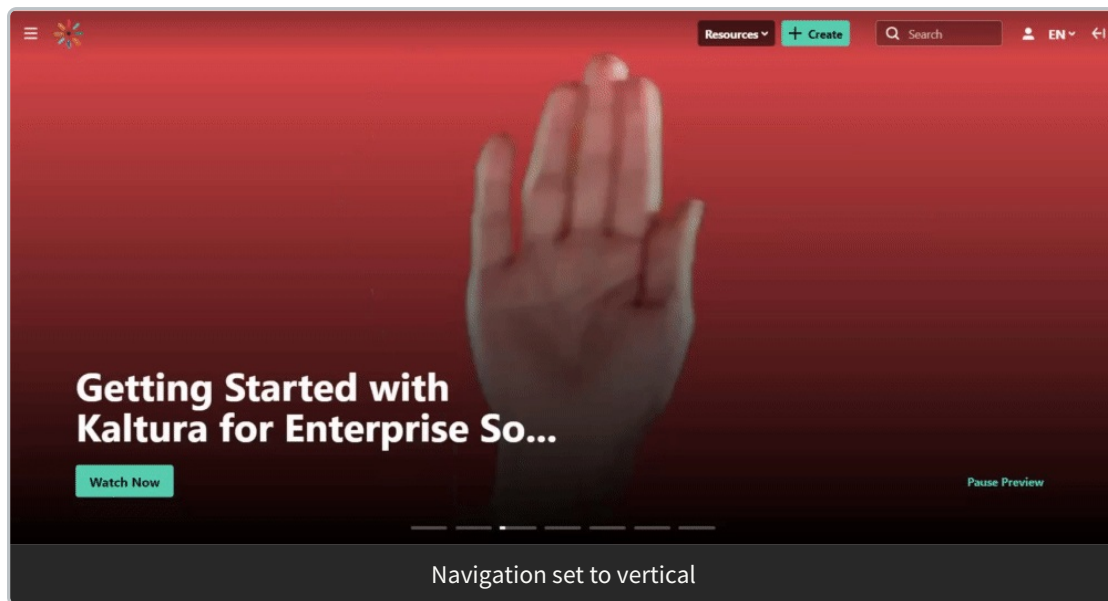 Resources
Create
Search
EN
Getting Started with
Kaltura for Enterprise So...
Watch Now
Pause Preview
Navigation set to vertical